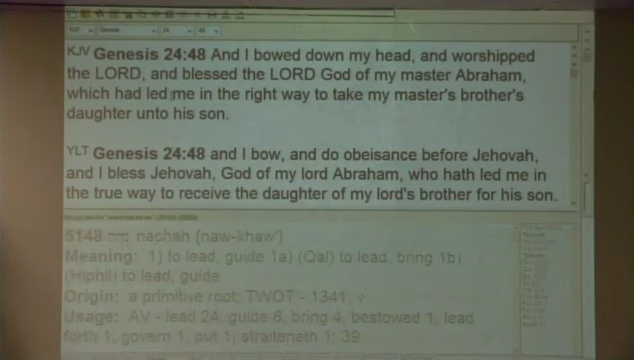 KJV Genesis 24:48 And I bowed down my head, and worshipped
the LORD, and blessed the LORD God of my master Abraham,
which had led me in the right way to take my master's brother's
daughter unto his son.
YLT Genesis 24:48 and I bow, and do obeisance before Jehovah,
and I bless Jehovah, God of my lord Abraham, who hath led me in
the true way to receive the daughter of my lord's brother for his son.
5148 נחה nachah {naw-khaw'}
Meaning: 1) to lead, guide 1a) (Qal) to lead, bring 1b)
(Hiphil) to lead, guide
Origin: a primitive root; TWOT - 1341; v
Usage: AV - lead 24, guide 6, bring 4, bestowed 1, lead
forth 1, govern 1, put 1, straiteneth 1; 39